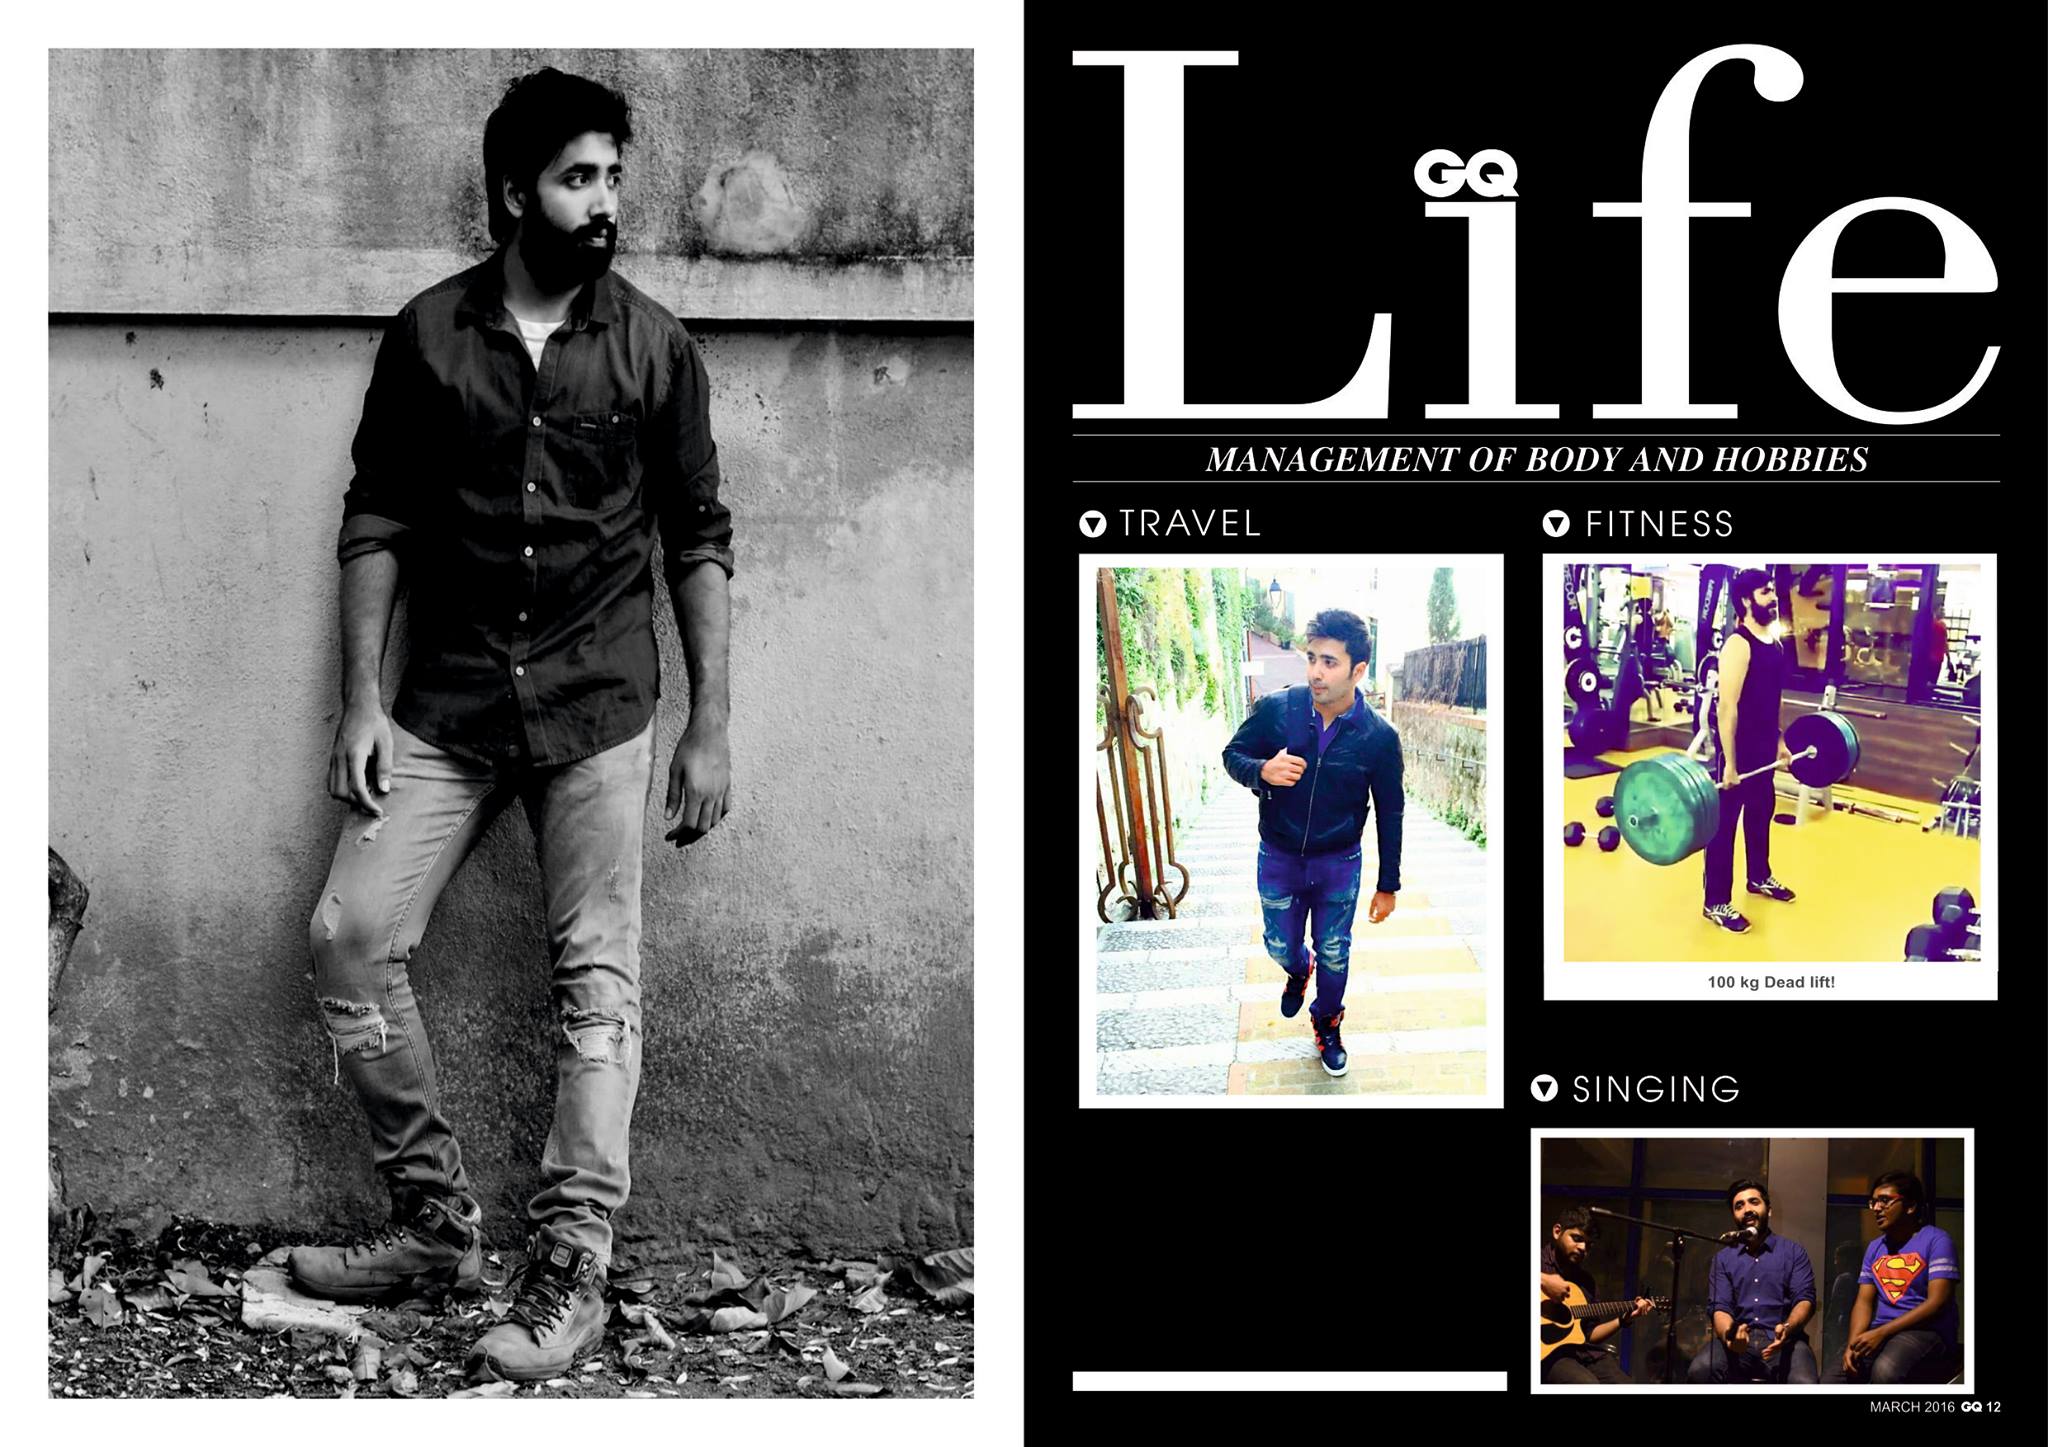 Life
GQ
MANAGEMENT OF BODY AND HOBBIES
TRAVEL
FITNESS
100 kg Dead lift!
SINGING
MARCH 2016 GQ 12